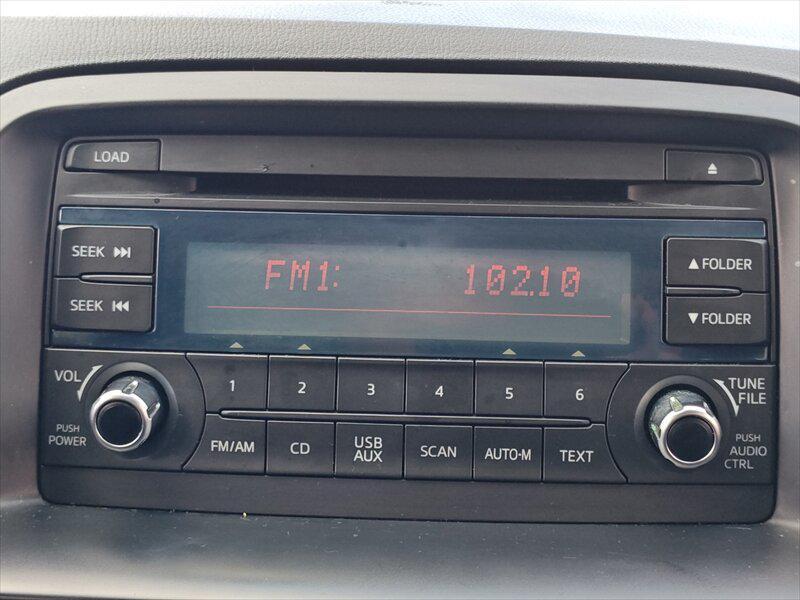 LOAD
SEEK
FM1: 102.10
FOLDER
SEEK
FOLDER
VOL
1 2 3 4 5 6
TUNE
FILE
PUSH
POWER
FM/AM CD USB
AUX SCAN AUTO-M TEXT
PUSH
AUDIO
CTRL